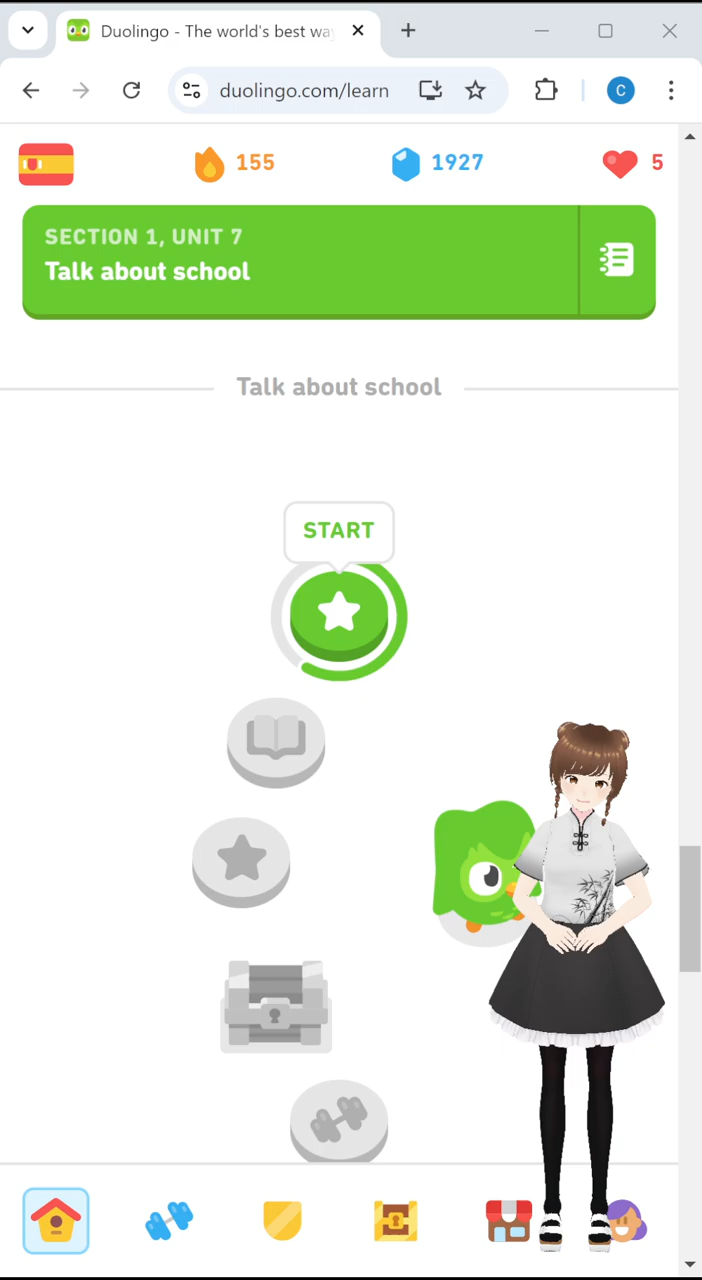 Duolingo - The world's best wa
duolingo.com/learn
C
155
1927
5
SECTION 1, UNIT 7
Talk about school
Talk about school
START